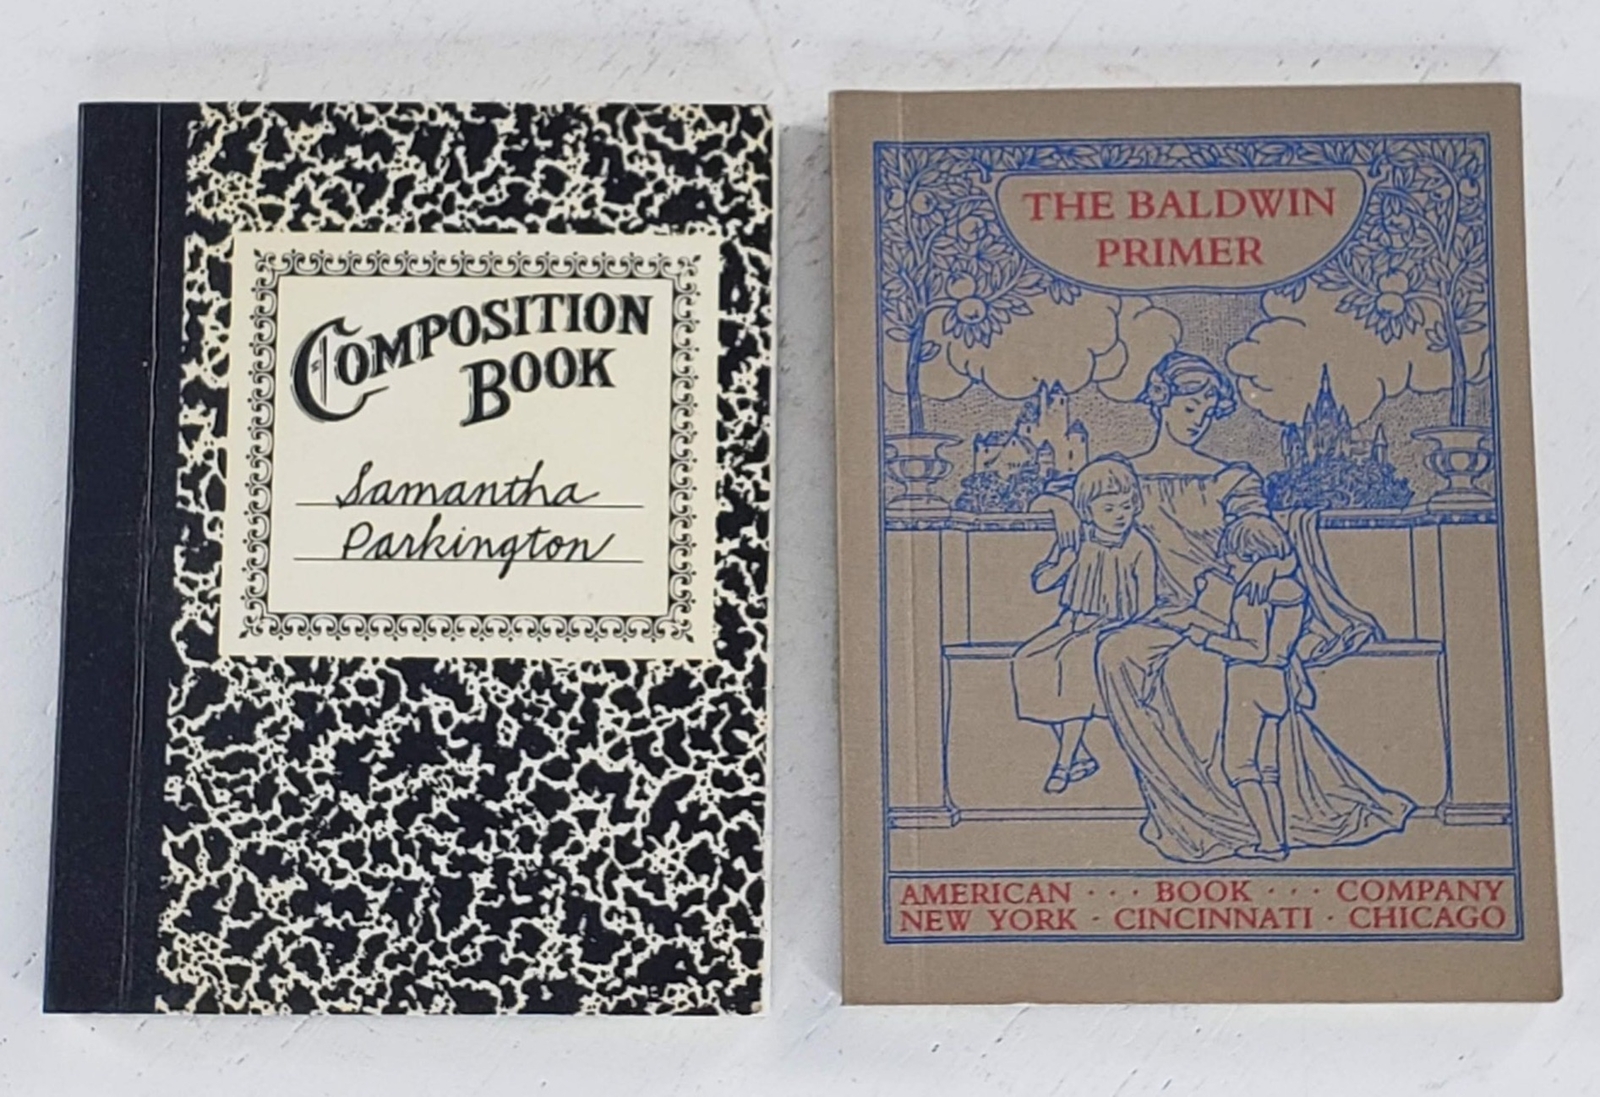 COMPOSITION
BOOK
Samantha
Parkington
THE BALDWIN
PRIMER
AMERICAN · · · BOOK · · · COMPANY
NEW YORK · CINCINNATI · CHICAGO